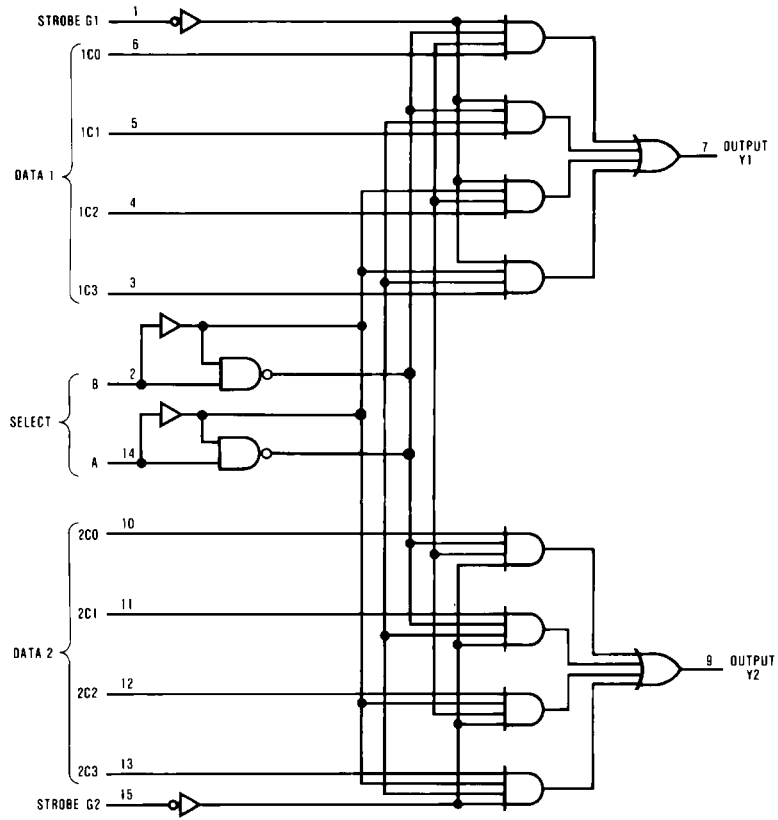 STROBE G1 1
6
1C0
5
1C1
DATA 1
7 OUTPUT
Y1
4
1C2
3
1C3
B 2
SELECT
A 14
10
2C0
11
2C1
DATA 2
9 OUTPUT
Y2
12
2C2
13
2C3
STROBE G2 15